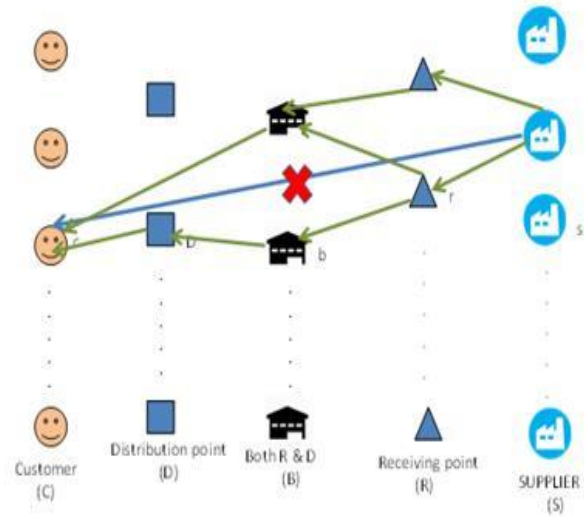 r
s
c
D
b
Customer
(C)
Distribution point
(D)
Both R & D
(B)
Receiving point
(R)
SUPPLIER
(S)